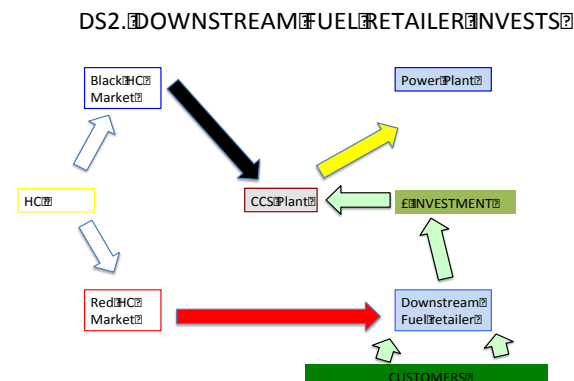 DS2.⍰DOWNSTREAM⍰FUEL⍰RETAILER⍰INVESTS⍰
Black⍰HC⍰
Market⍰
Power⍰Plant⍰
HC⍰
CCS⍰Plant⍰
£⍰INVESTMENT⍰
Red⍰HC⍰
Market⍰
Downstream⍰
Fuel⍰retailer⍰
CUSTOMERS⍰